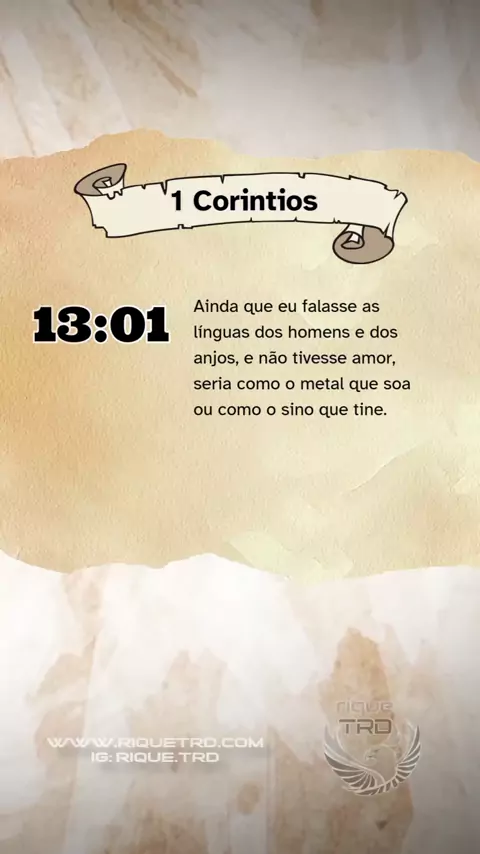 1 Corintios
13:01
Ainda que eu falasse as
línguas dos homens e dos
anjos, e não tivesse amor,
seria como o metal que soa
ou como o sino que tine.
rique
TRD
WWW.RIQUETRD.COM
IG: RIQUE.TRD